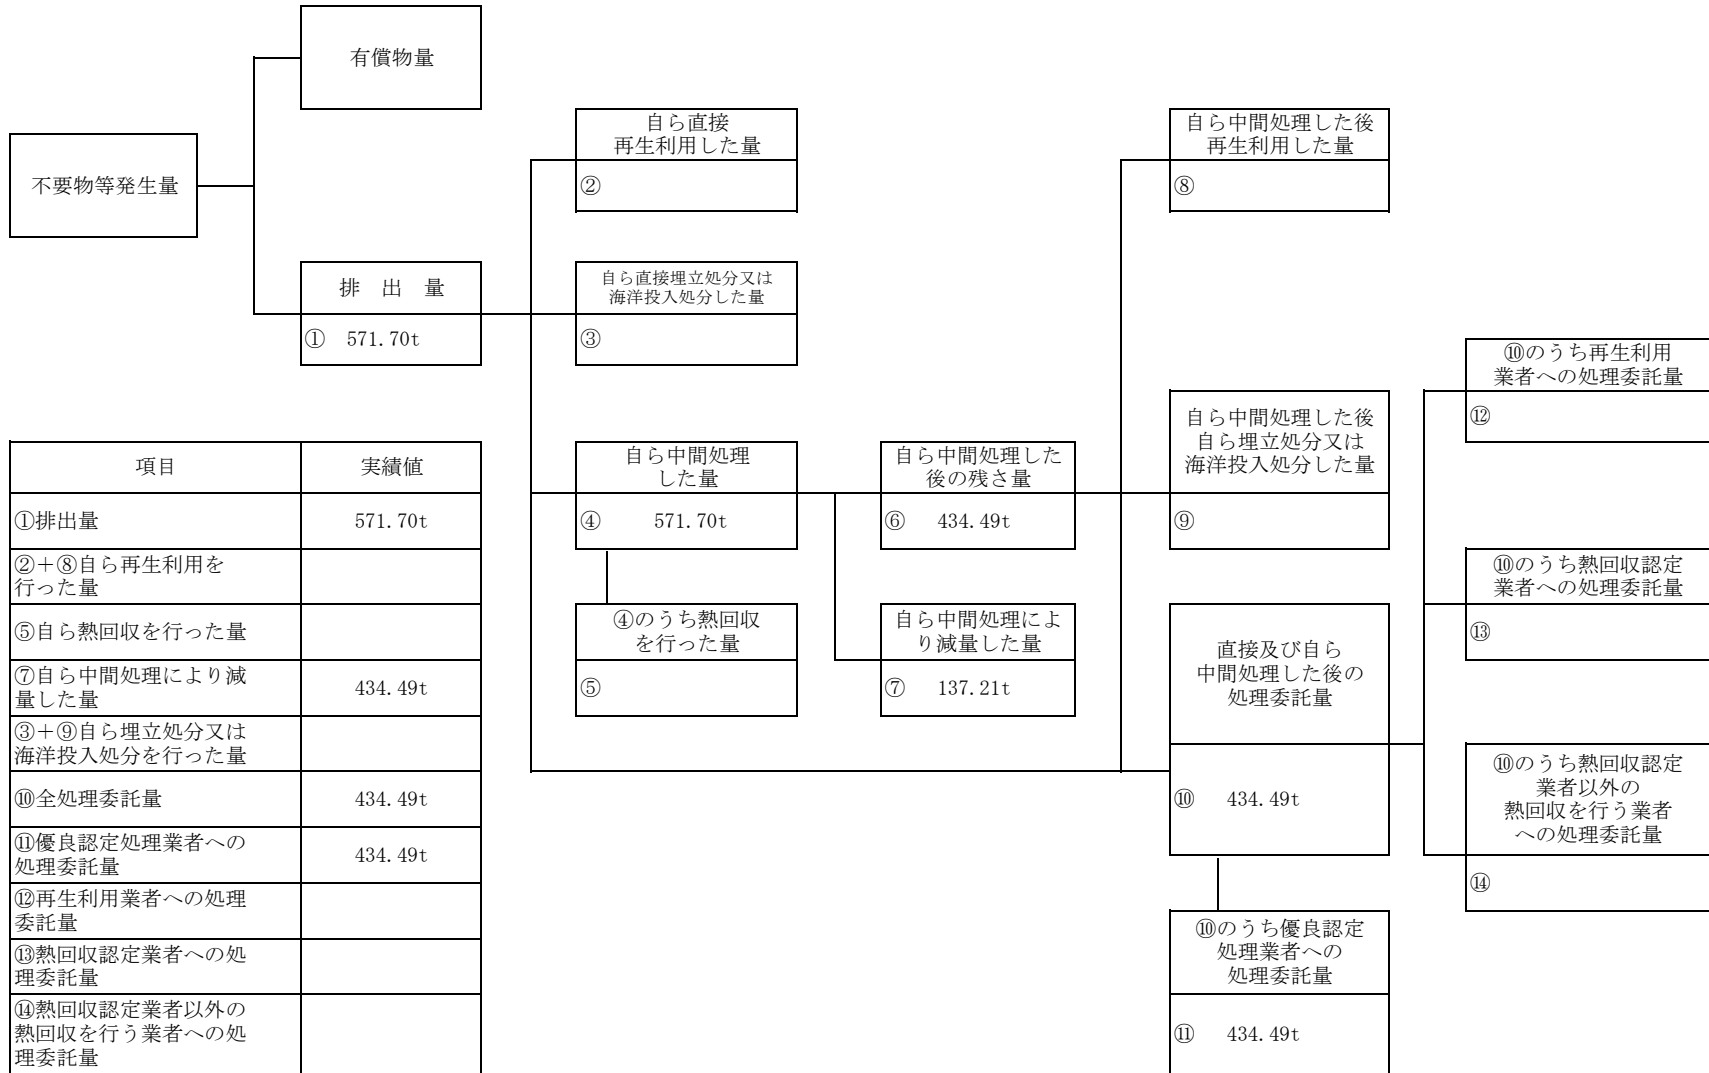 有償物量
不要物等発生量
排 出 量
① 571.70t
自ら直接
再生利用した量
②
自ら直接埋立処分又は
海洋投入処分した量
③
自ら中間処理
した量
④ 571.70t
④のうち熱回収
を行った量
⑤
自ら中間処理した
後の残さ量
⑥ 434.49t
自ら中間処理によ
り減量した量
⑦ 137.21t
自ら中間処理した後
再生利用した量
⑧
自ら中間処理した後
自ら埋立処分又は
海洋投入処分した量
⑨
直接及び自ら
中間処理した後の
処理委託量
⑩ 434.49t
⑩のうち優良認定
処理業者への
処理委託量
⑪ 434.49t
⑩のうち再生利用
業者への処理委託量
⑫
⑩のうち熱回収認定
業者への処理委託量
⑬
⑩のうち熱回収認定
業者以外の
熱回収を行う業者
への処理委託量
⑭
項目 実績値
①排出量 571.70t
②+⑧自ら再生利用を
行った量
⑤自ら熱回収を行った量
⑦自ら中間処理により減
量した量 434.49t
③+⑨自ら埋立処分又は
海洋投入処分を行った量
⑩全処理委託量 434.49t
⑪優良認定処理業者への
処理委託量 434.49t
⑫再生利用業者への処理
委託量
⑬熱回収認定業者への処
理委託量
⑭熱回収認定業者以外の
熱回収を行う業者への処
理委託量